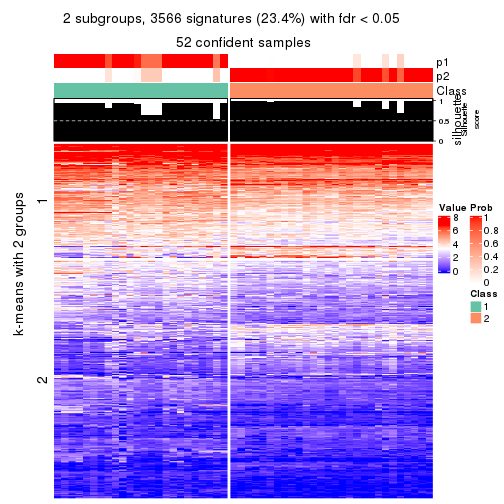 2 subgroups, 3566 signatures (23.4%) with fdr < 0.05
52 confident samples
p1
p2
Class
1
0.5
0
silhouette
Silhouette
score
k-means with 2 groups
1
2
Value
8
6
4
2
0
Prob
1
0.8
0.6
0.4
0.2
0
Class
1
2